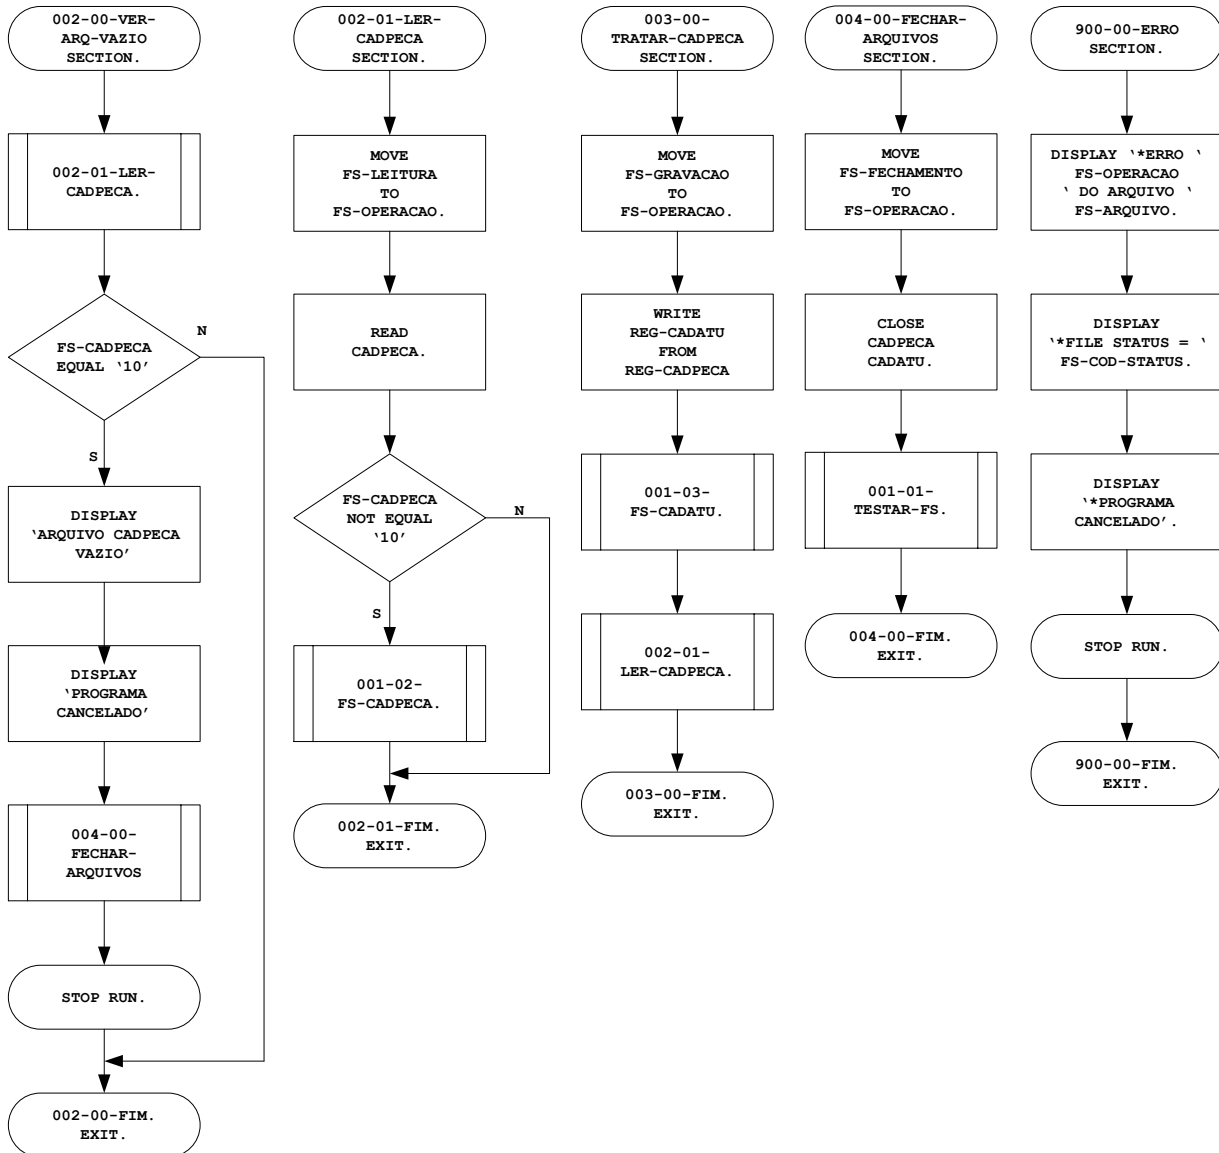 002-00-VER-
ARQ-VAZIO
SECTION.
002-01-LER-
CADPECA.
FS-CADPECA
EQUAL ‘10’
N
S
DISPLAY
‘ARQUIVO CADPECA
VAZIO’
DISPLAY
‘PROGRAMA
CANCELADO’
004-00-
FECHAR-
ARQUIVOS
STOP RUN.
002-00-FIM.
EXIT.
002-01-LER-
CADPECA
SECTION.
MOVE
FS-LEITURA
TO
FS-OPERACAO.
READ
CADPECA.
FS-CADPECA
NOT EQUAL
‘10’
N
S
001-02-
FS-CADPECA.
002-01-FIM.
EXIT.
003-00-
TRATAR-CADPECA
SECTION.
MOVE
FS-GRAVACAO
TO
FS-OPERACAO.
WRITE
REG-CADATU
FROM
REG-CADPECA
001-03-
FS-CADATU.
002-01-
LER-CADPECA.
003-00-FIM.
EXIT.
004-00-FECHAR-
ARQUIVOS
SECTION.
MOVE
FS-FECHAMENTO
TO
FS-OPERACAO.
CLOSE
CADPECA
CADATU.
001-01-
TESTAR-FS.
004-00-FIM.
EXIT.
900-00-ERRO
SECTION.
DISPLAY ‘*ERRO ‘
FS-OPERACAO
‘ DO ARQUIVO ‘
FS-ARQUIVO.
DISPLAY
‘*FILE STATUS = ‘
FS-COD-STATUS.
DISPLAY
‘*PROGRAMA
CANCELADO’.
STOP RUN.
900-00-FIM.
EXIT.